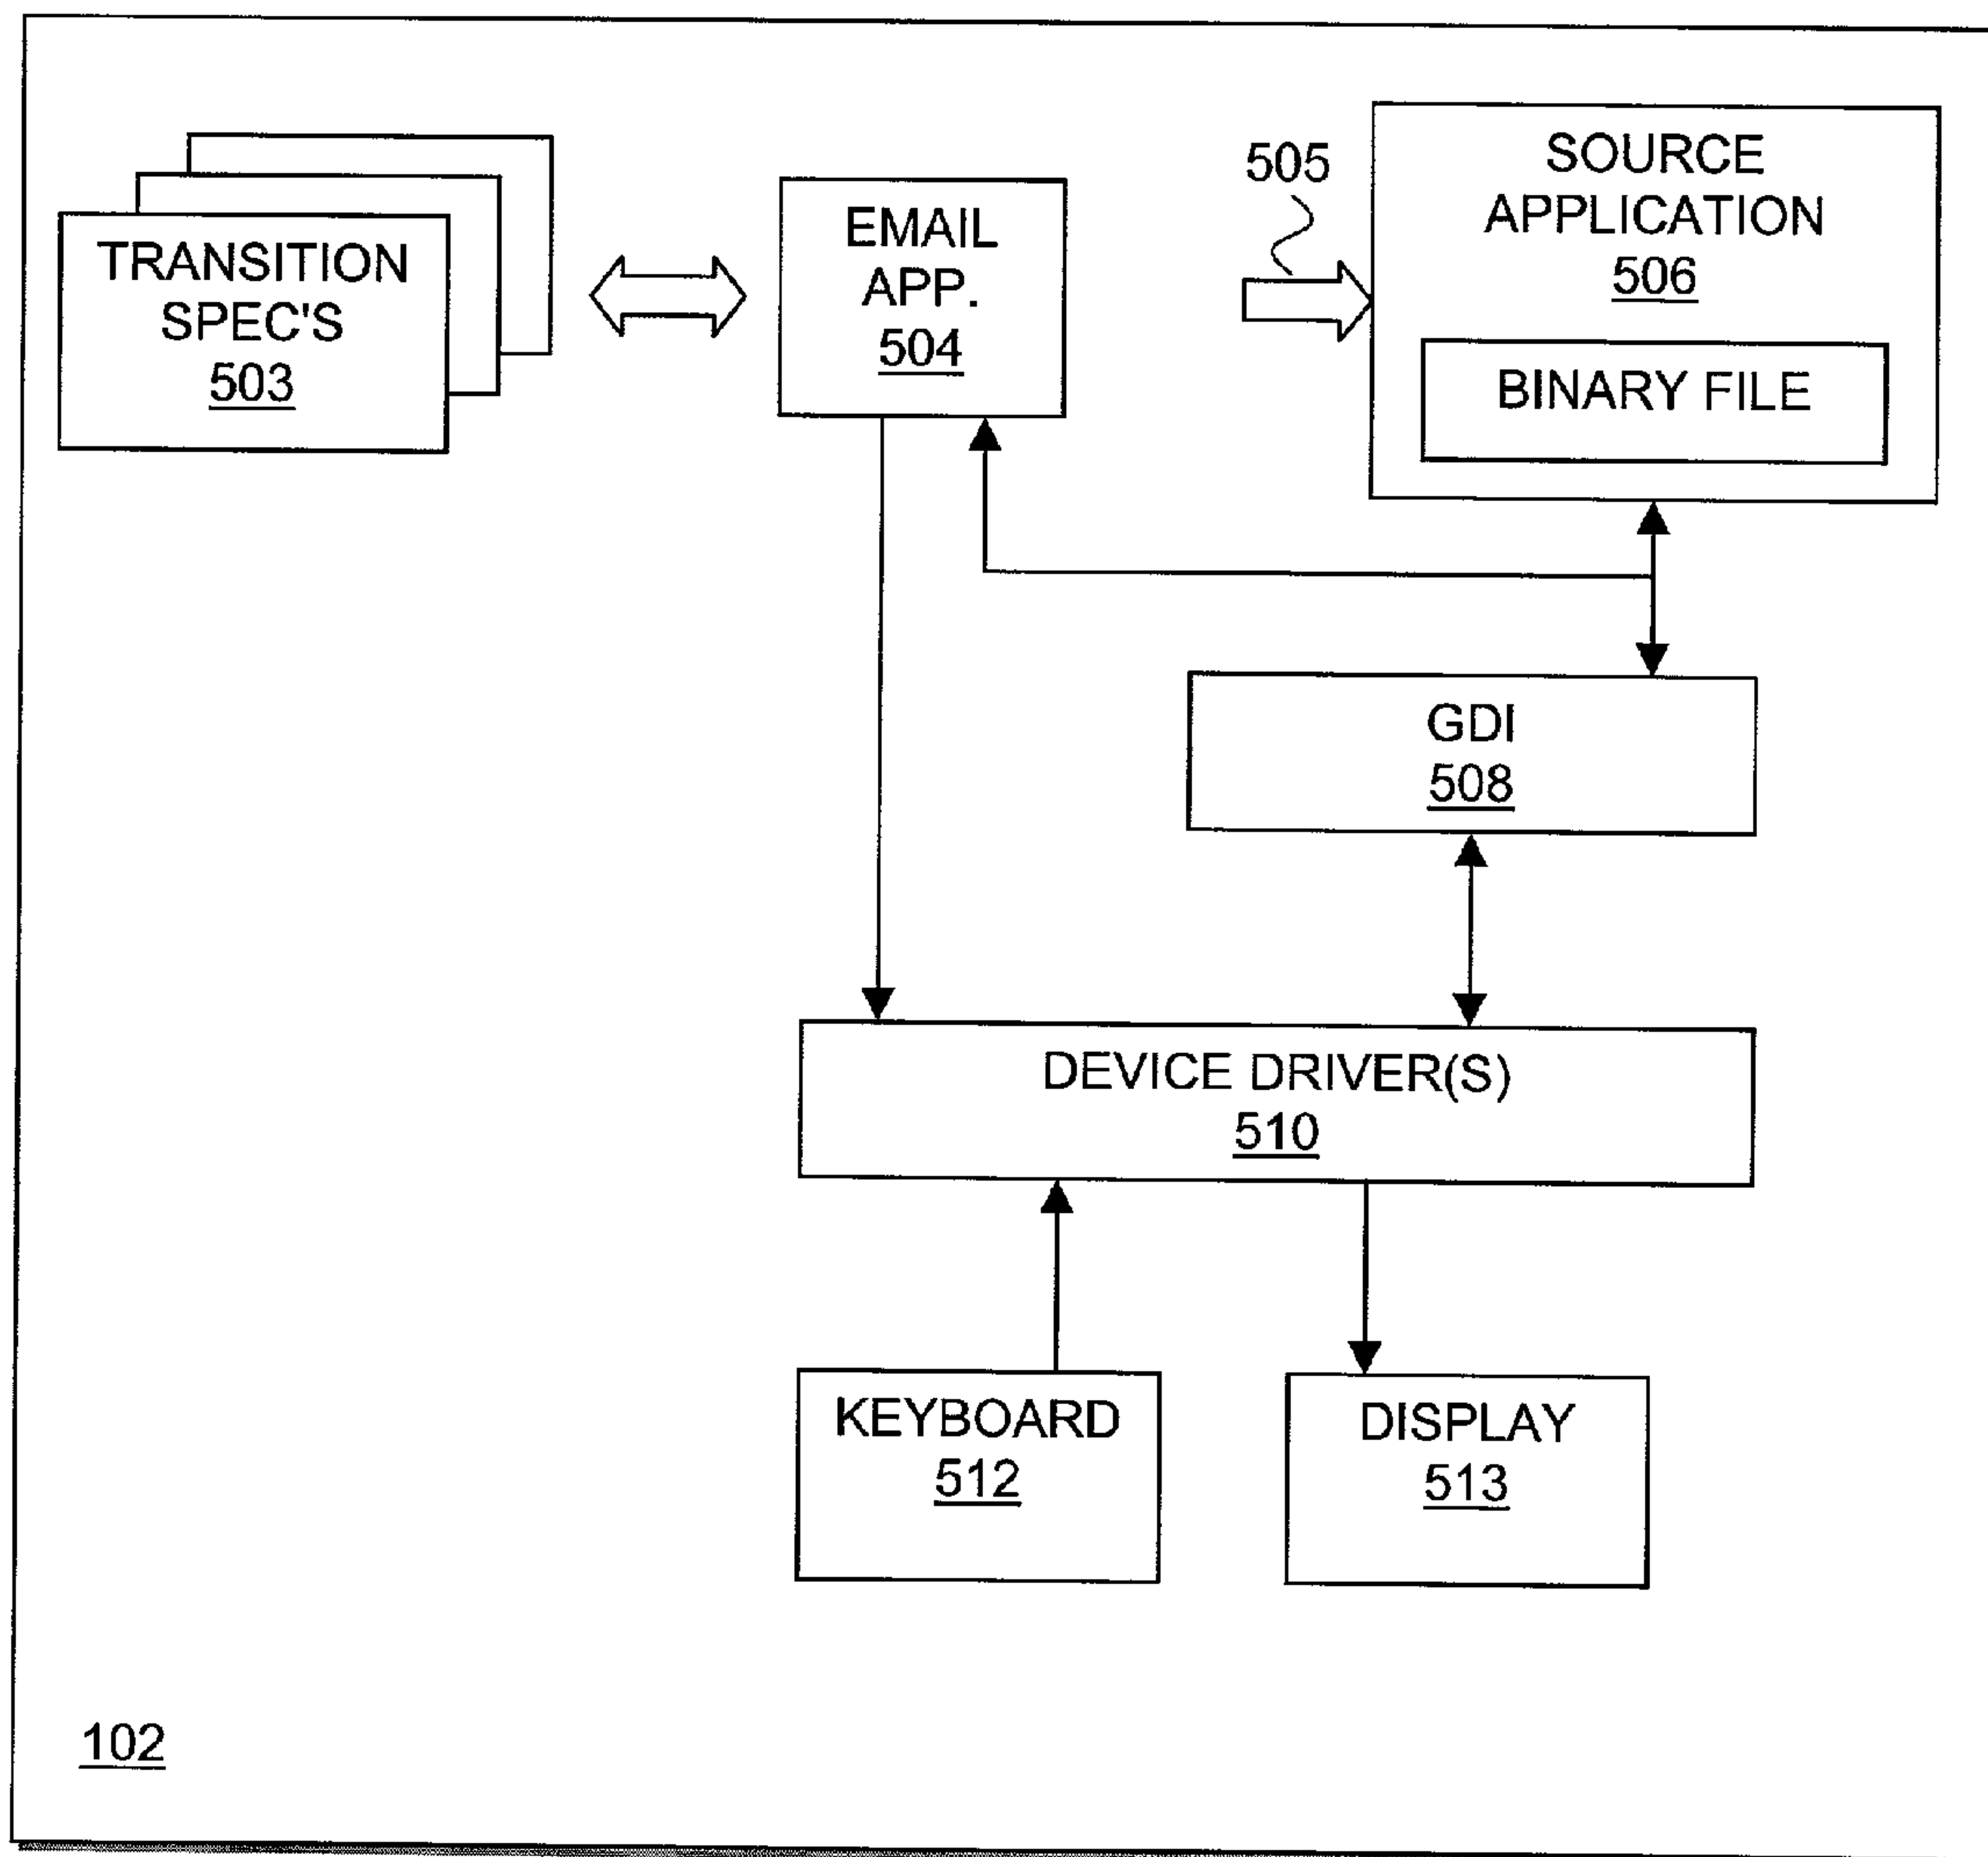 TRANSITION
SPEC'S
503
EMAIL
APP.
504
505
SOURCE
APPLICATION
506
BINARY FILE
GDI
508
DEVICE DRIVER(S)
510
KEYBOARD
512
DISPLAY
513
102